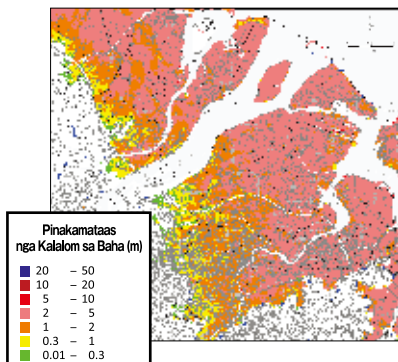 Pinakamataas
nga Kalalom sa Baha (m)
20 – 50
10 – 20
5 – 10
2 – 5
1 – 2
0.3 – 1
0.01 – 0.3